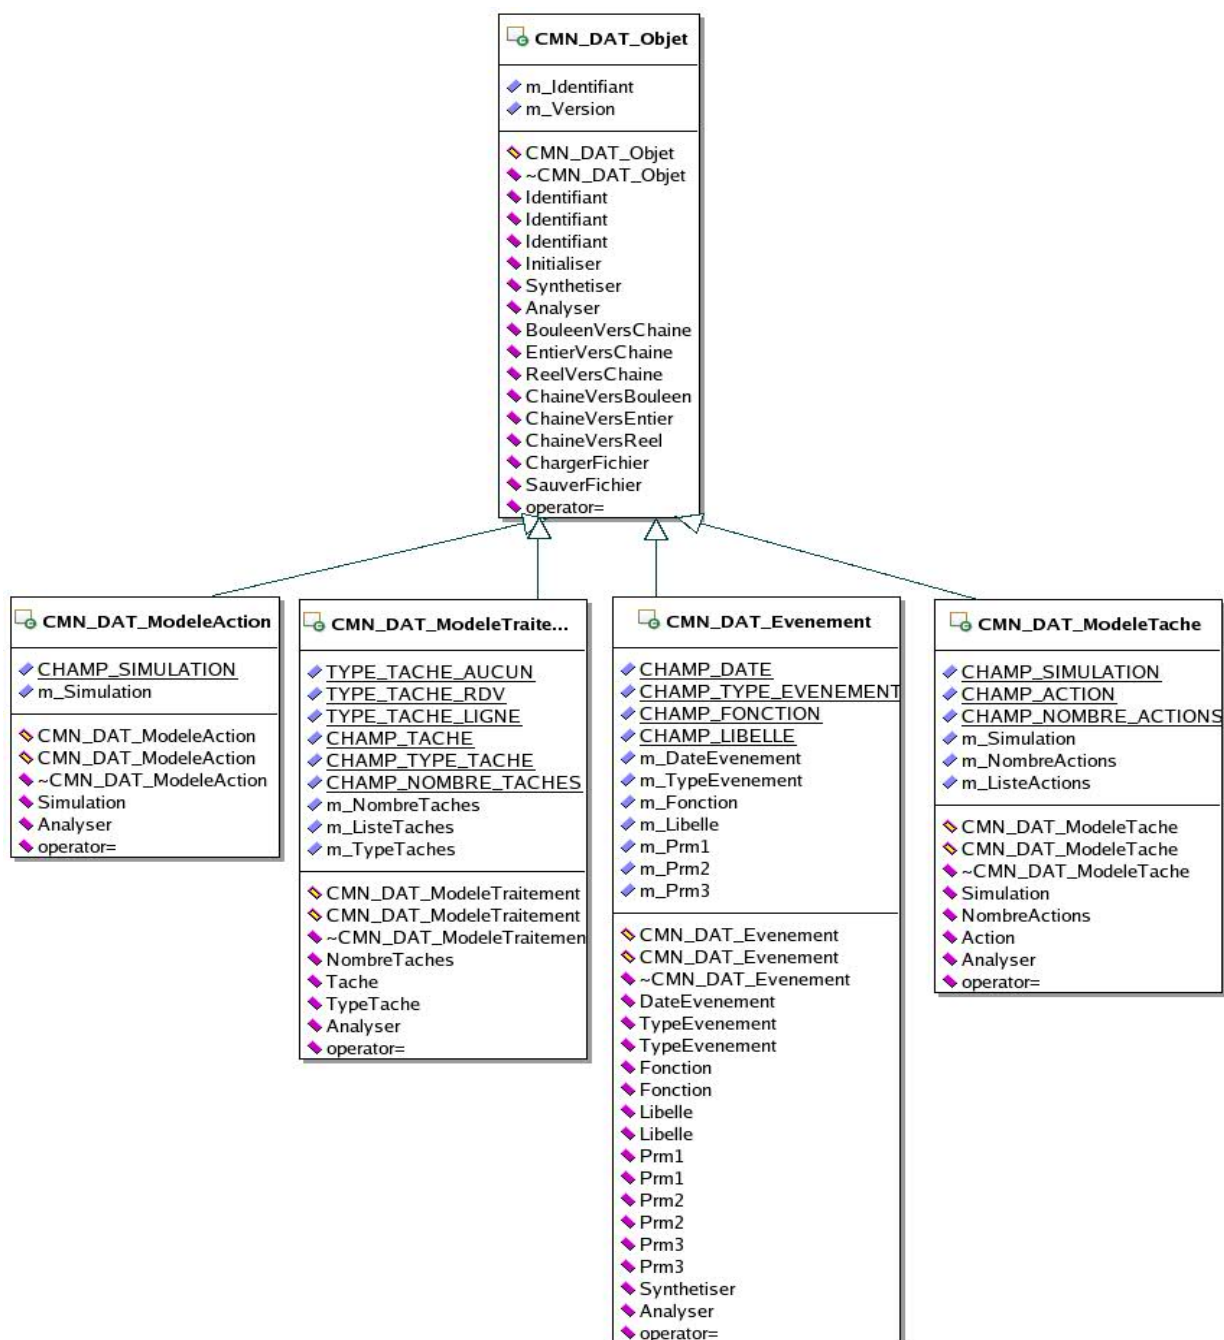 CMN_DAT_Objet
m_Identifiant
m_Version
CMN_DAT_Objet
~CMN_DAT_Objet
Identifiant
Identifiant
Identifiant
Initialiser
Synthetiser
Analyser
BouleenVersChaine
EntierVersChaine
ReelVersChaine
ChaineVersBouleen
ChaineVersEntier
ChaineVersReel
ChargerFichier
SauverFichier
operator=
CMN_DAT_ModeleAction
CHAMP_SIMULATION
m_Simulation
CMN_DAT_ModeleAction
CMN_DAT_ModeleAction
~CMN_DAT_ModeleAction
Simulation
Analyser
operator=
CMN_DAT_ModeleTraite...
TYPE_TACHE_AUCUN
TYPE_TACHE_RDV
TYPE_TACHE_LIGNE
CHAMP_TACHE
CHAMP_TYPE_TACHE
CHAMP_NOMBRE_TACHES
m_NombreTaches
m_ListeTaches
m_TypeTaches
CMN_DAT_ModeleTraitement
CMN_DAT_ModeleTraitement
~CMN_DAT_ModeleTraitemen
NombreTaches
Tache
TypeTache
Analyser
operator=
CMN_DAT_Evenement
CHAMP_DATE
CHAMP_TYPE_EVENEMENT
CHAMP_FONCTION
CHAMP_LIBELLE
m_DateEvenement
m_TypeEvenement
m_Fonction
m_Libelle
m_Prm1
m_Prm2
m_Prm3
CMN_DAT_Evenement
CMN_DAT_Evenement
~CMN_DAT_Evenement
DateEvenement
TypeEvenement
TypeEvenement
Fonction
Fonction
Libelle
Libelle
Prm1
Prm1
Prm2
Prm2
Prm3
Prm3
Synthetiser
Analyser
operator=
CMN_DAT_ModeleTache
CHAMP_SIMULATION
CHAMP_ACTION
CHAMP_NOMBRE_ACTIONS
m_Simulation
m_NombreActions
m_ListeActions
CMN_DAT_ModeleTache
CMN_DAT_ModeleTache
~CMN_DAT_ModeleTache
Simulation
NombreActions
Action
Analyser
operator=